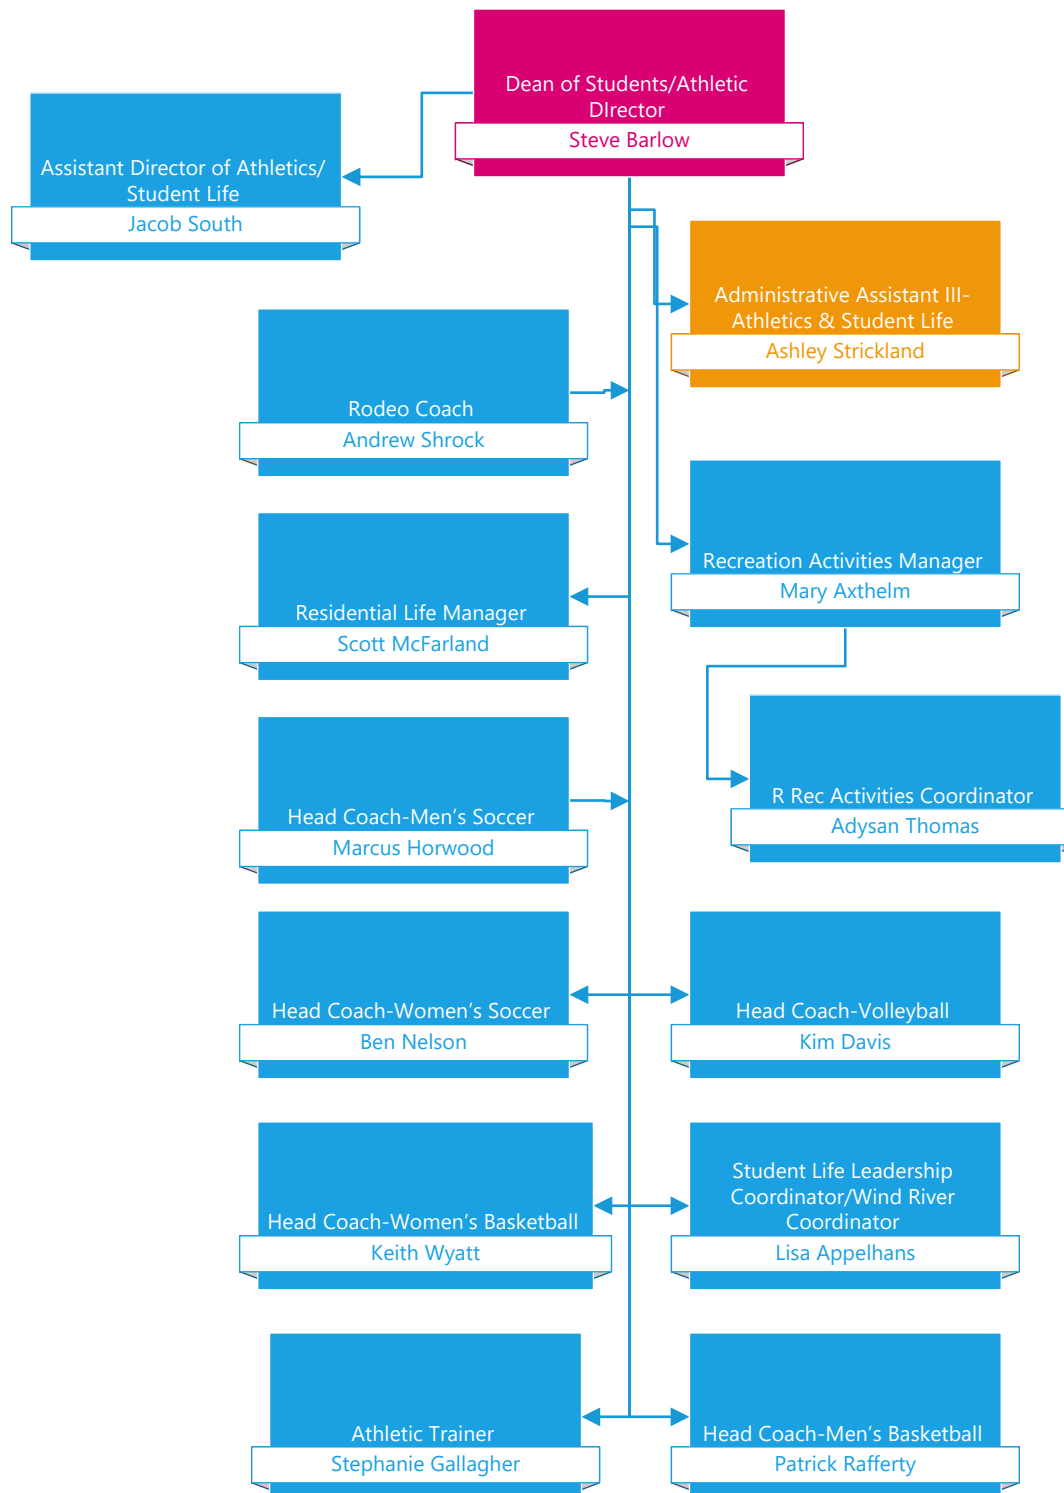 Dean of Students/Athletic
DIrector
Steve Barlow
Assistant Director of Athletics/
Student Life
Jacob South
Administrative Assistant III-
Athletics & Student Life
Ashley Strickland
Rodeo Coach
Andrew Shrock
Recreation Activities Manager
Mary Axthelm
Residential Life Manager
Scott McFarland
R Rec Activities Coordinator
Adysan Thomas
Head Coach-Men’s Soccer
Marcus Horwood
Head Coach-Women’s Soccer
Ben Nelson
Head Coach-Volleyball
Kim Davis
Head Coach-Women’s Basketball
Keith Wyatt
Student Life Leadership
Coordinator/Wind River
Coordinator
Lisa Appelhans
Athletic Trainer
Stephanie Gallagher
Head Coach-Men’s Basketball
Patrick Rafferty